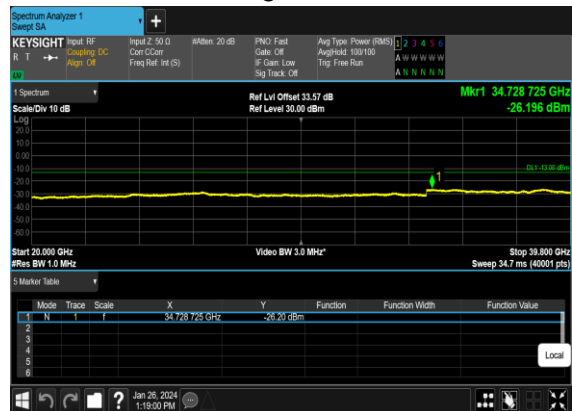 Spectrum Analyzer 1
Swept SA
KEYSIGHT Input: RF Input Z: 50 Ω #Atten: 20 dB PNO: Fast Avg Type: Power (RMS) 1 2 3 4 5 6
R T Coupling: DC Corr CCorr Gate: Off Avg|Hold: 100/100 A W W W W W
Align: Off Freq Ref: Int (S) IF Gain: Low Trig: Free Run
Sig Track: Off A N N N N N
LXI
1 Spectrum Ref Lvl Offset 33.57 dB Mkr1 34.728 725 GHz
Scale/Div 10 dB Ref Level 30.00 dBm -26.196 dBm
Log
20.0
10.0
0.00
-10.0 DL1 -13.00 dBm
-20.0 1
-30.0
-40.0
-50.0
-60.0
Start 20.000 GHz Video BW 3.0 MHz* Stop 39.800 GHz
#Res BW 1.0 MHz Sweep 34.7 ms (40001 pts)
5 Marker Table
Mode Trace Scale X Y Function Function Width Function Value
1 N 1 f 34.728 725 GHz -26.20 dBm
2
3
4
5
6
Local
? Jan 26, 2024
1:19:00 PM